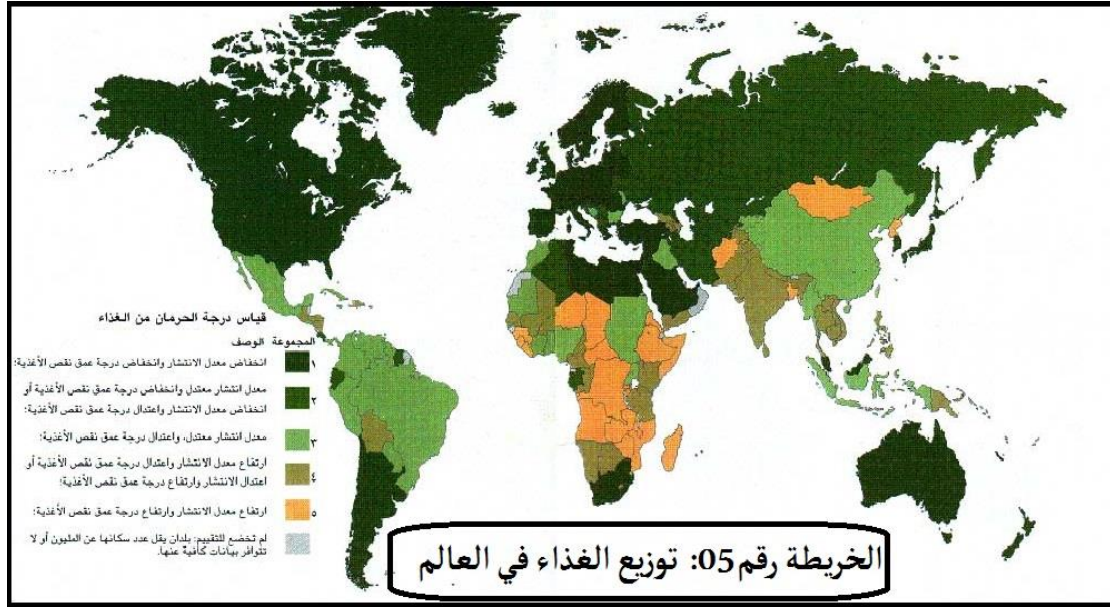 قياس درجة الحرمان من الغذاء
المجموعة الوصف
١ انخفاض معدل الانتشار وانخفاض درجة عمق نقص الأغذية:
٢ معدل انتشار معتدل وانخفاض درجة عمق نقص الأغذية أو
انخفاض معدل الانتشار واعتدال درجة عمق نقص الأغذية:
٣ معدل انتشار معتدل، واعتدال درجة عمق نقص الأغذية:
٤ ارتفاع معدل الانتشار واعتدال درجة عمق نقص الأغذية أو
اعتدال الانتشار وارتفاع درجة عمق نقص الأغذية:
٥ ارتفاع معدل الانتشار وارتفاع درجة عمق نقص الأغذية:
لم تخضع للتقييم: بلدان يقل عدد سكانها عن المليون أو لا
تتوافر بيانات كافية عنها.
الخريطة رقم05: توزيع الغذاء في العالم